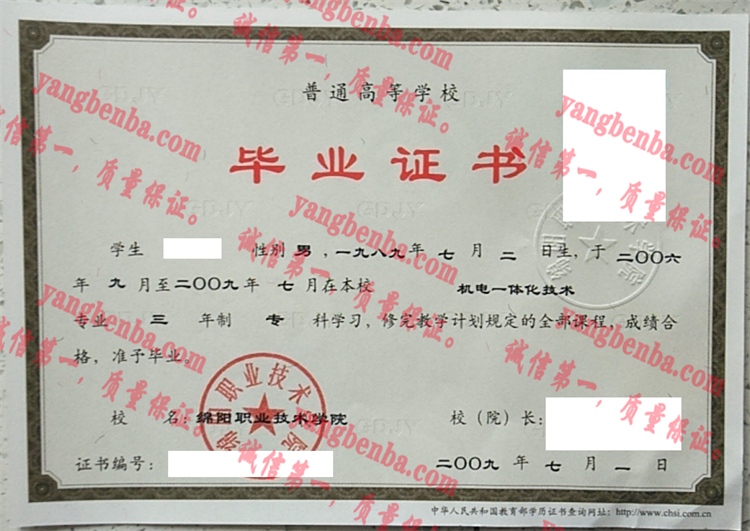 普通高等学校
毕业证书
学生 性别 男 ,一九八九年 七 月 二 日生,于 二〇〇六
年 九 月至二〇〇九年 七 月在本校 机电一体化技术
专业 三 年制 专 科学习,修完教学计划规定的全部课程,成绩合
格,准予毕业。
校 名:绵阳职业技术学院 校(院)长:
证书编号: 二〇〇九 年 七 月 一 日
中华人民共和国教育部学历证书查询网址:http://www.chsi.com.cn
yangbenba.com
诚信第一,质量保证。